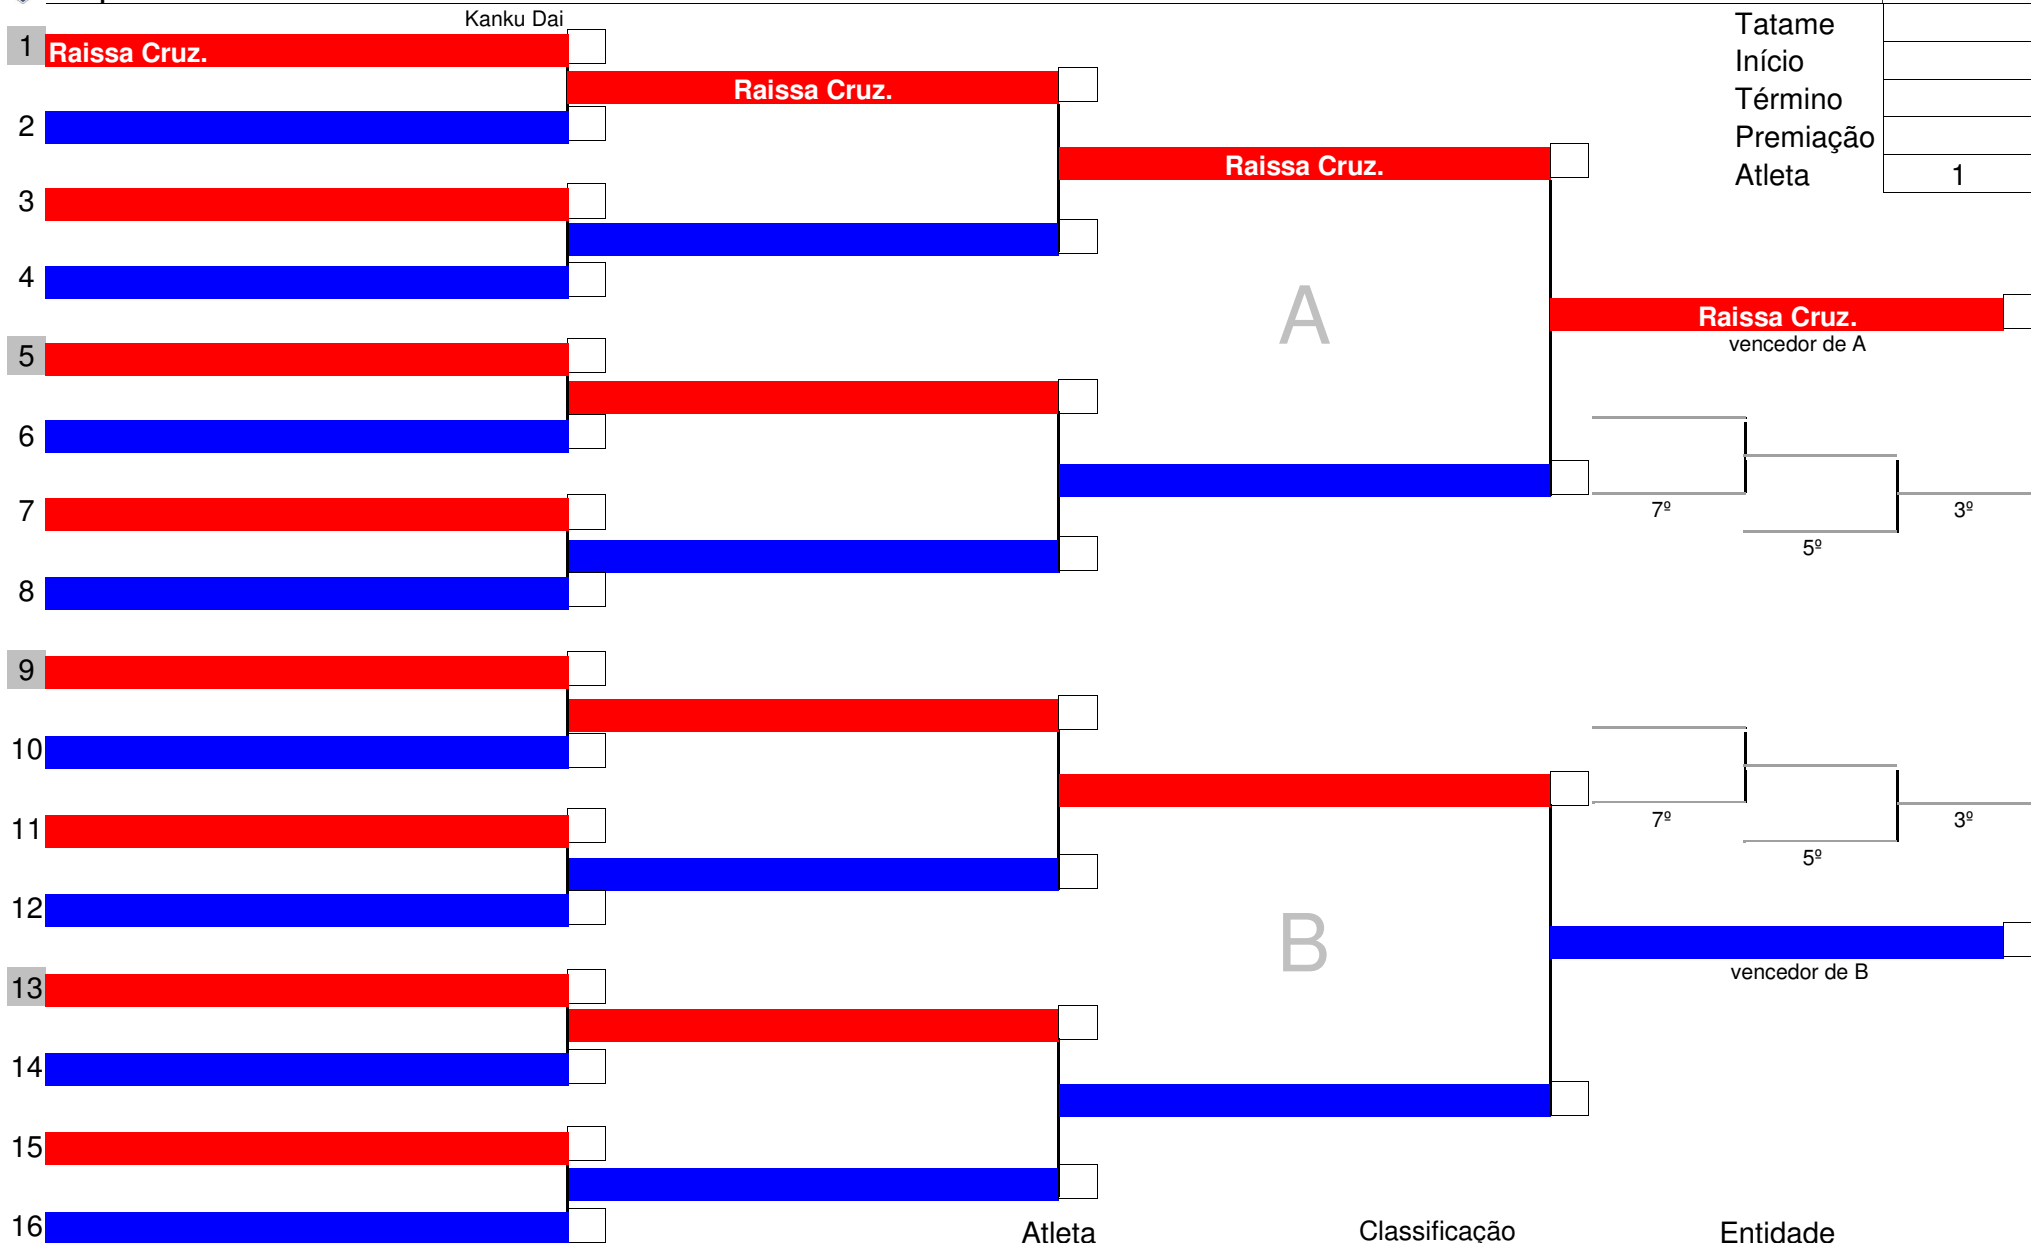 Kanku Dai
Tatame
1 Raissa Cruz.
Início
Raissa Cruz.
Término
2
Premiação
Raissa Cruz.
Atleta 1
3
4
A
Raissa Cruz.
vencedor de A
5
6
7
7º
3º
5º
8
9
10
11
7º
3º
5º
12
B
vencedor de B
13
14
15
16
Atleta Classificação Entidade